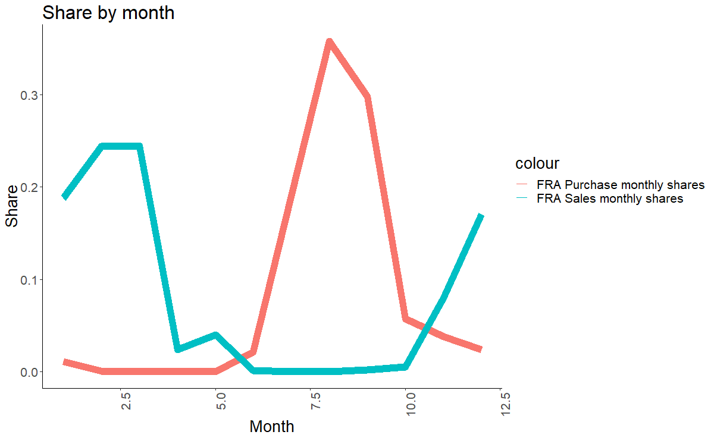 Share by month
Share
0.3
0.2
0.1
0.0
2.5
5.0
7.5
10.0
12.5
Month
colour
FRA Purchase monthly shares
FRA Sales monthly shares